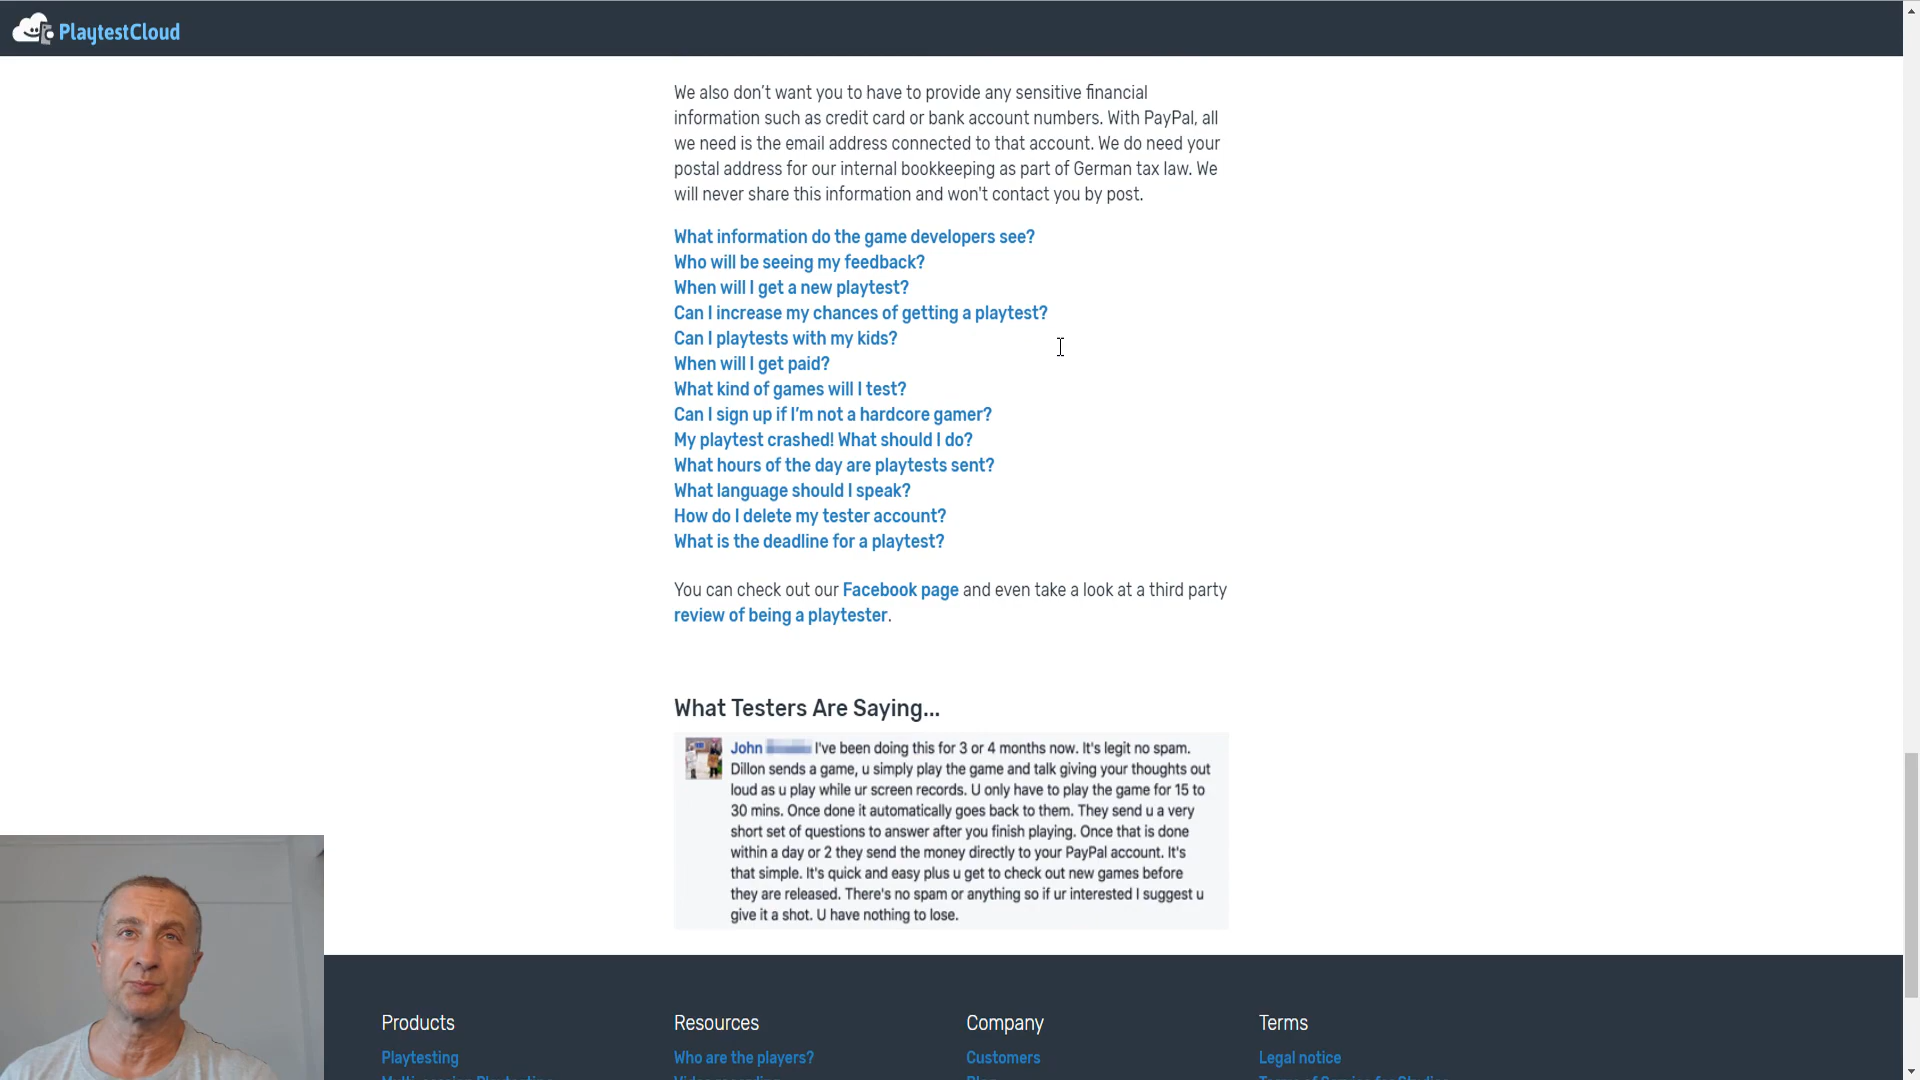 PlaytestCloud
We also don't want you to have to provide any sensitive financial
information such as credit card or bank account numbers. With PayPal, all
we need is the email address connected to that account. We do need your
postal address for our internal bookkeeping as part of German tax law. We
will never share this information and won't contact you by post.
What information do the game developers see?
Who will be seeing my feedback?
When will I get a new playtest?
Can I increase my chances of getting a playtest?
Can I playtests with my kids?
When will I get paid?
What kind of games will I test?
Can I sign up if I'm not a hardcore gamer?
My playtest crashed! What should I do?
What hours of the day are playtests sent?
What language should I speak?
How do I delete my tester account?
What is the deadline for a playtest?
You can check out our Facebook page and even take a look at a third party
review of being a playtester.
What Testers Are Saying...
John I've been doing this for 3 or 4 months now. It's legit no spam.
Dillon sends a game, u simply play the game and talk giving your thoughts out
loud as u play while ur screen records. U only have to play the game for 15 to
30 mins. Once done it automatically goes back to them. They send u a very
short set of questions to answer after you finish playing. Once that is done
within a day or 2 they send the money directly to your PayPal account. It's
that simple. It's quick and easy plus u get to check out new games before
they are released. There's no spam or anything so if ur interested I suggest u
give it a shot. U have nothing to lose.
Products
Resources
Company
Terms
Playtesting
Who are the players?
Customers
Legal notice